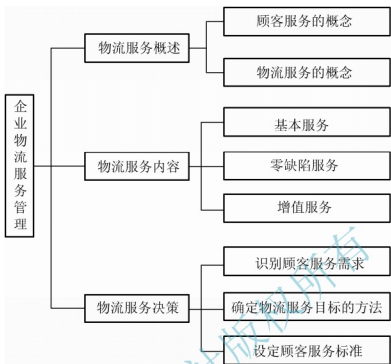 企业物流服务管理
物流服务概述
顾客服务的概念
物流服务的概念
物流服务内容
基本服务
零缺陷服务
增值服务
物流服务决策
识别顾客服务需求
确定物流服务目标的方法
设定顾客服务标准
版权所有